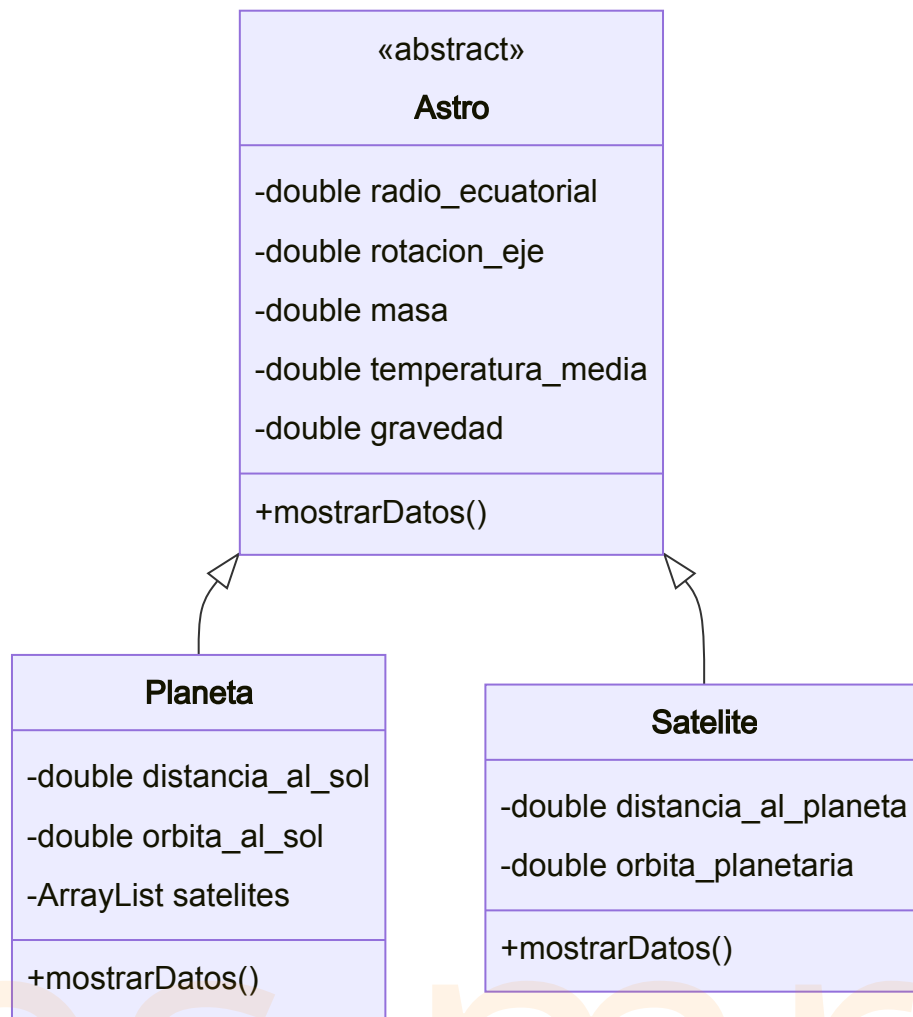 «abstract»
Astro
-double radio_ecuatorial
-double rotacion_eje
-double masa
-double temperatura_media
-double gravedad
+mostrarDatos()
Planeta
-double distancia_al_sol
-double orbita_al_sol
-ArrayList satelites
+mostrarDatos()
Satelite
-double distancia_al_planeta
-double orbita_planetaria
+mostrarDatos()